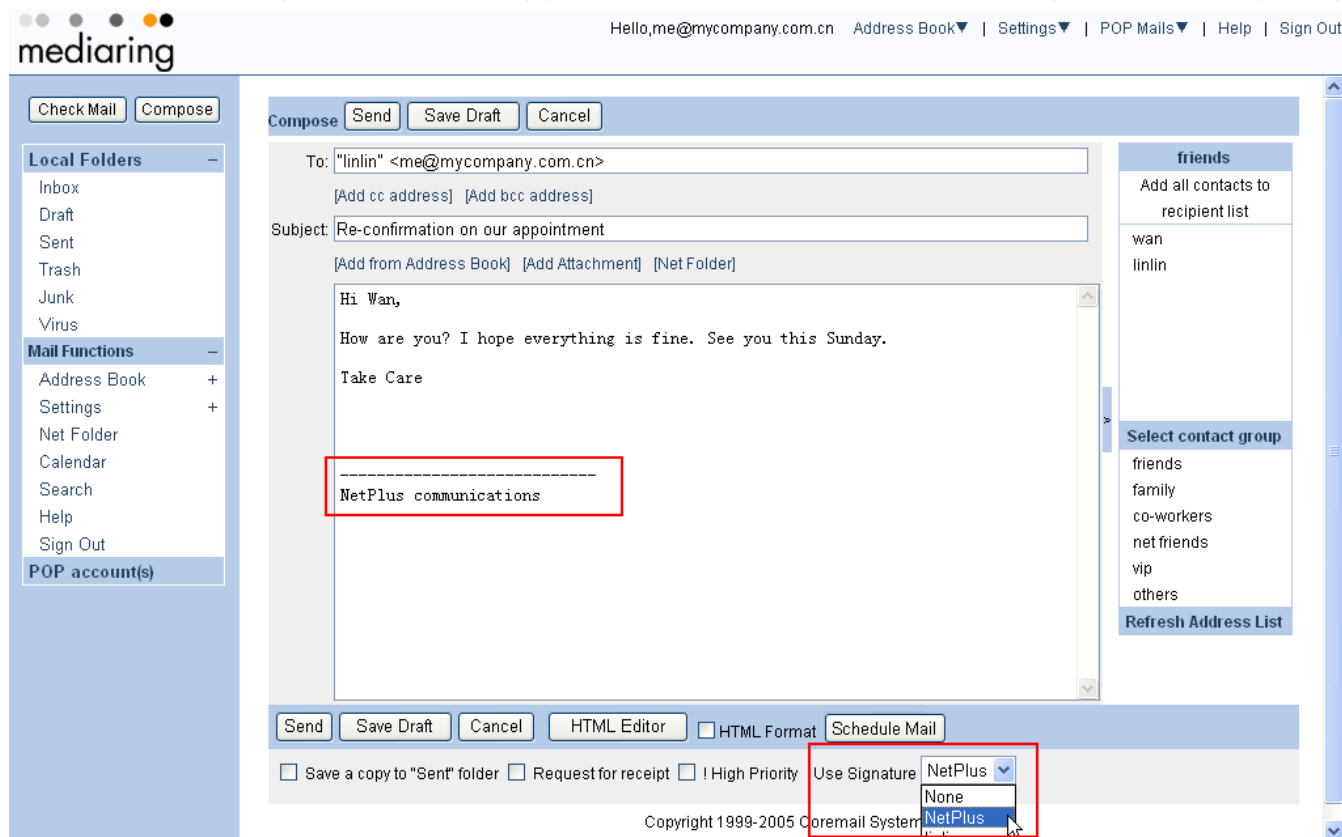 mediaring
Hello,me@mycompany.com.cn Address Book▼ | Settings▼ | POP Mails▼ | Help | Sign Out
Check Mail Compose
Local Folders –
Inbox
Draft
Sent
Trash
Junk
Virus
Mail Functions –
Address Book +
Settings +
Net Folder
Calendar
Search
Help
Sign Out
POP account(s)
Compose Send Save Draft Cancel
To: "linlin" <me@mycompany.com.cn>
[Add cc address] [Add bcc address]
Subject: Re-confirmation on our appointment
[Add from Address Book] [Add Attachment] [Net Folder]
Hi Wan,
How are you? I hope everything is fine. See you this Sunday.
Take Care
----------------------------
NetPlus communications
friends
Add all contacts to
recipient list
wan
linlin
Select contact group
friends
family
co-workers
net friends
vip
others
Refresh Address List
Send Save Draft Cancel HTML Editor HTML Format Schedule Mail
Save a copy to "Sent" folder Request for receipt ! High Priority Use Signature NetPlus
None
NetPlus
Copyright 1999-2005 Coremail System